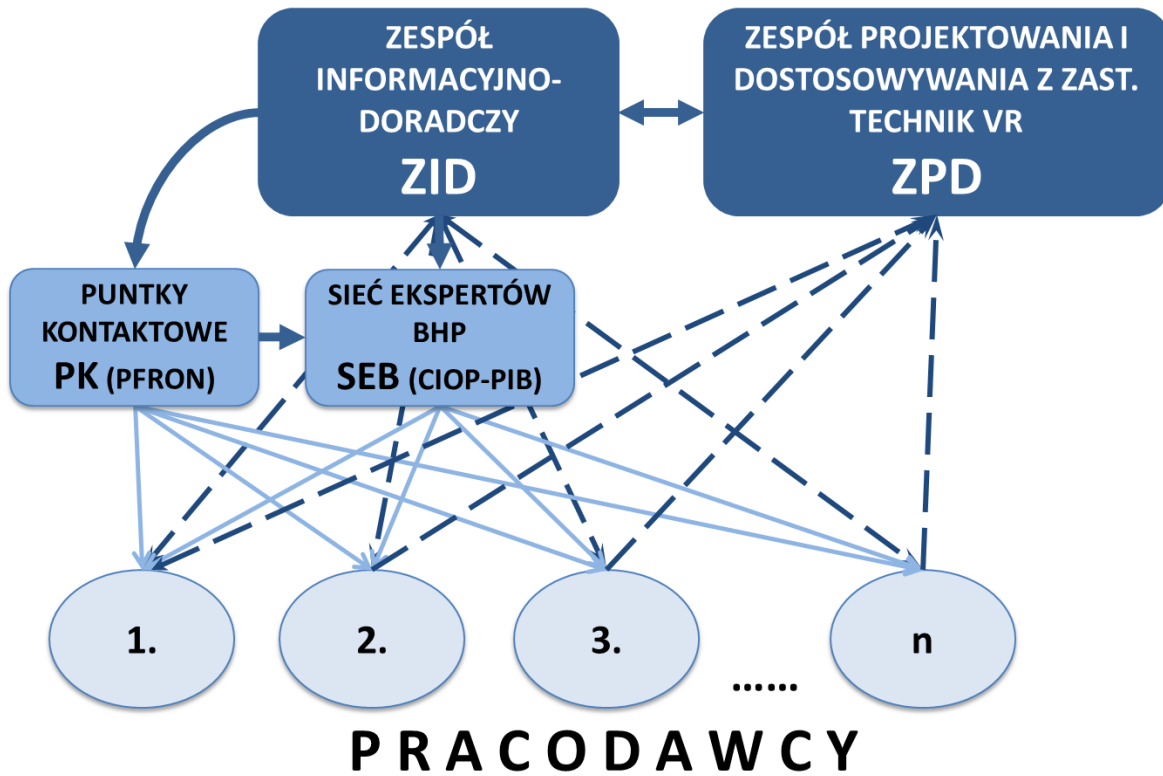 ZESPÓŁ
INFORMACYJNO-
DORADCZY
ZID
ZESPÓŁ PROJEKTOWANIA I
DOSTOSOWYWANIA Z ZAST.
TECHNIK VR
ZPD
PUNTKY
KONTAKTOWE
PK (PFRON)
SIEĆ EKSPERTÓW
BHP
SEB (CIOP-PIB)
1.
2.
3.
......
n
P R A C O D A W C Y